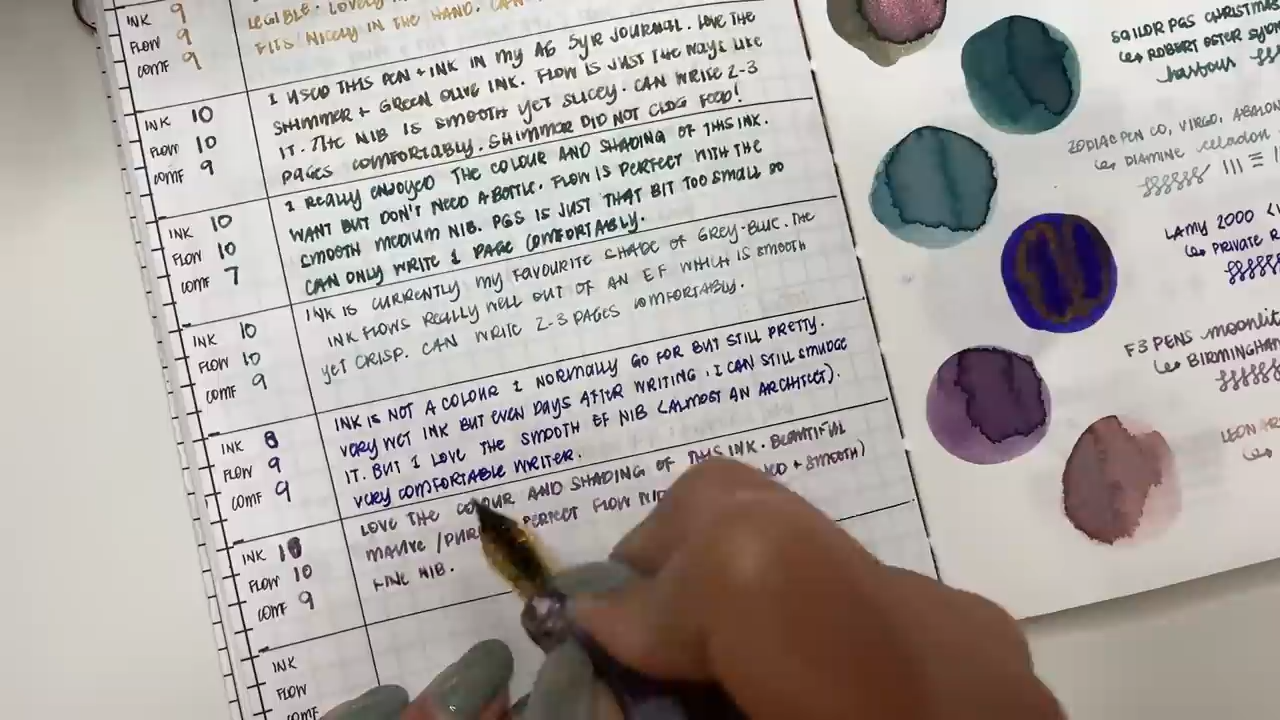 INK 9
FLOW 9
COMF 9
LEGIBLE. LOVELY
FITS NICELY IN THE HAND. CAN
INK 10
FLOW 10
COMF 9
I USED THIS PEN + INK IN MY A6 5YR JOURNAL. LOVE THE
SHIMMER + GREEN OLIVE INK. FLOW IS JUST THE WAYS LIKE
IT. THE NIB IS SMOOTH YET SLICEY. CAN WRITE 2-3
PAGES COMFORTABLY. SHIMMER DID NOT CLOG FOOD!
INK 10
FLOW 10
COMF 7
I REALLY ENJOYED THE COLOUR AND SHADING OF THIS INK.
WANT BUT DON'T NEED A BOTTLE. FLOW IS PERFECT WITH THE
SMOOTH MEDIUM NIB. PGS IS JUST THAT BIT TOO SMALL SO
CAN ONLY WRITE 1 PAGE COMFORTABLY.
INK 10
FLOW 10
COMF 9
INK IS CURRENTLY MY FAVOURITE SHADE OF GREY-BLUE. THE
INK FLOWS REALLY WELL OUT OF AN EF WHICH IS SMOOTH
YET CRISP. CAN WRITE 2-3 PAGES COMFORTABLY.
INK 8
FLOW 9
COMF 9
INK IS NOT A COLOUR I NORMALLY GO FOR BUT STILL PRETTY.
VERY WET INK BUT EVEN DAYS AFTER WRITING, I CAN STILL SMUDGE
IT. BUT I LOVE THE SMOOTH EF NIB (ALMOST AN ARCHITECT).
VERY COMFORTABLE WRITER.
INK 10
FLOW 10
COMF 9
LOVE THE COLOUR AND SHADING OF THIS INK. BEAUTIFUL
MAUVE /PUR PERFECT FLOW + SMOOTH)
FINE NIB.
INK
FLOW
COMF
SAILOR PGS CHRISTMAS
ROBERT OSTER SYDN
harbour
ZODIAC PEN CO, VIRGO, ABALON
DIAMINE celadon
LAMY 2000
PRIVATE R
F3 PENS moonlit
BIRMINGHAM
LEONAR